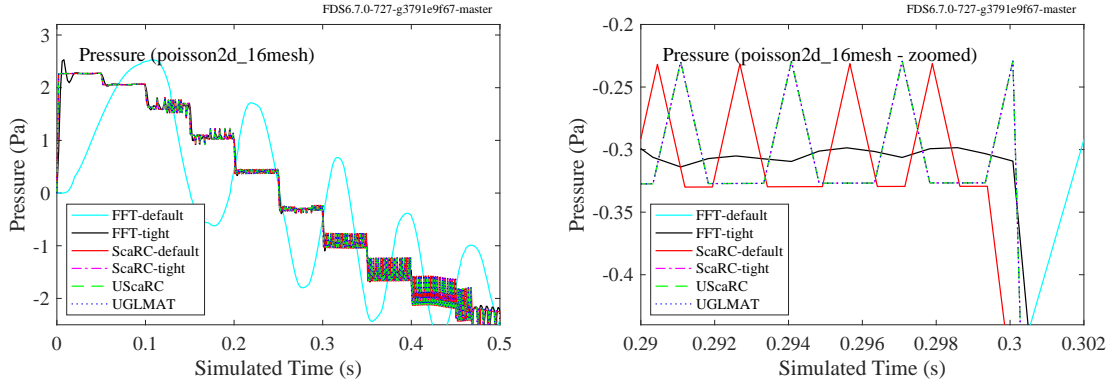 FDS6.7.0-727-g3791e9f67-master
Pressure (poisson2d_16mesh)
Pressure (Pa)
3
2
1
0
-1
-2
FFT-default
FFT-tight
ScaRC-default
ScaRC-tight
UScaRC
UGLMAT
0
0.1
0.2
0.3
0.4
0.5
Simulated Time (s)
FDS6.7.0-727-g3791e9f67-master
Pressure (poisson2d_16mesh - zoomed)
Pressure (Pa)
-0.2
-0.25
-0.3
-0.35
-0.4
FFT-default
FFT-tight
ScaRC-default
ScaRC-tight
UScaRC
UGLMAT
0.29
0.292
0.294
0.296
0.298
0.3
0.302
Simulated Time (s)